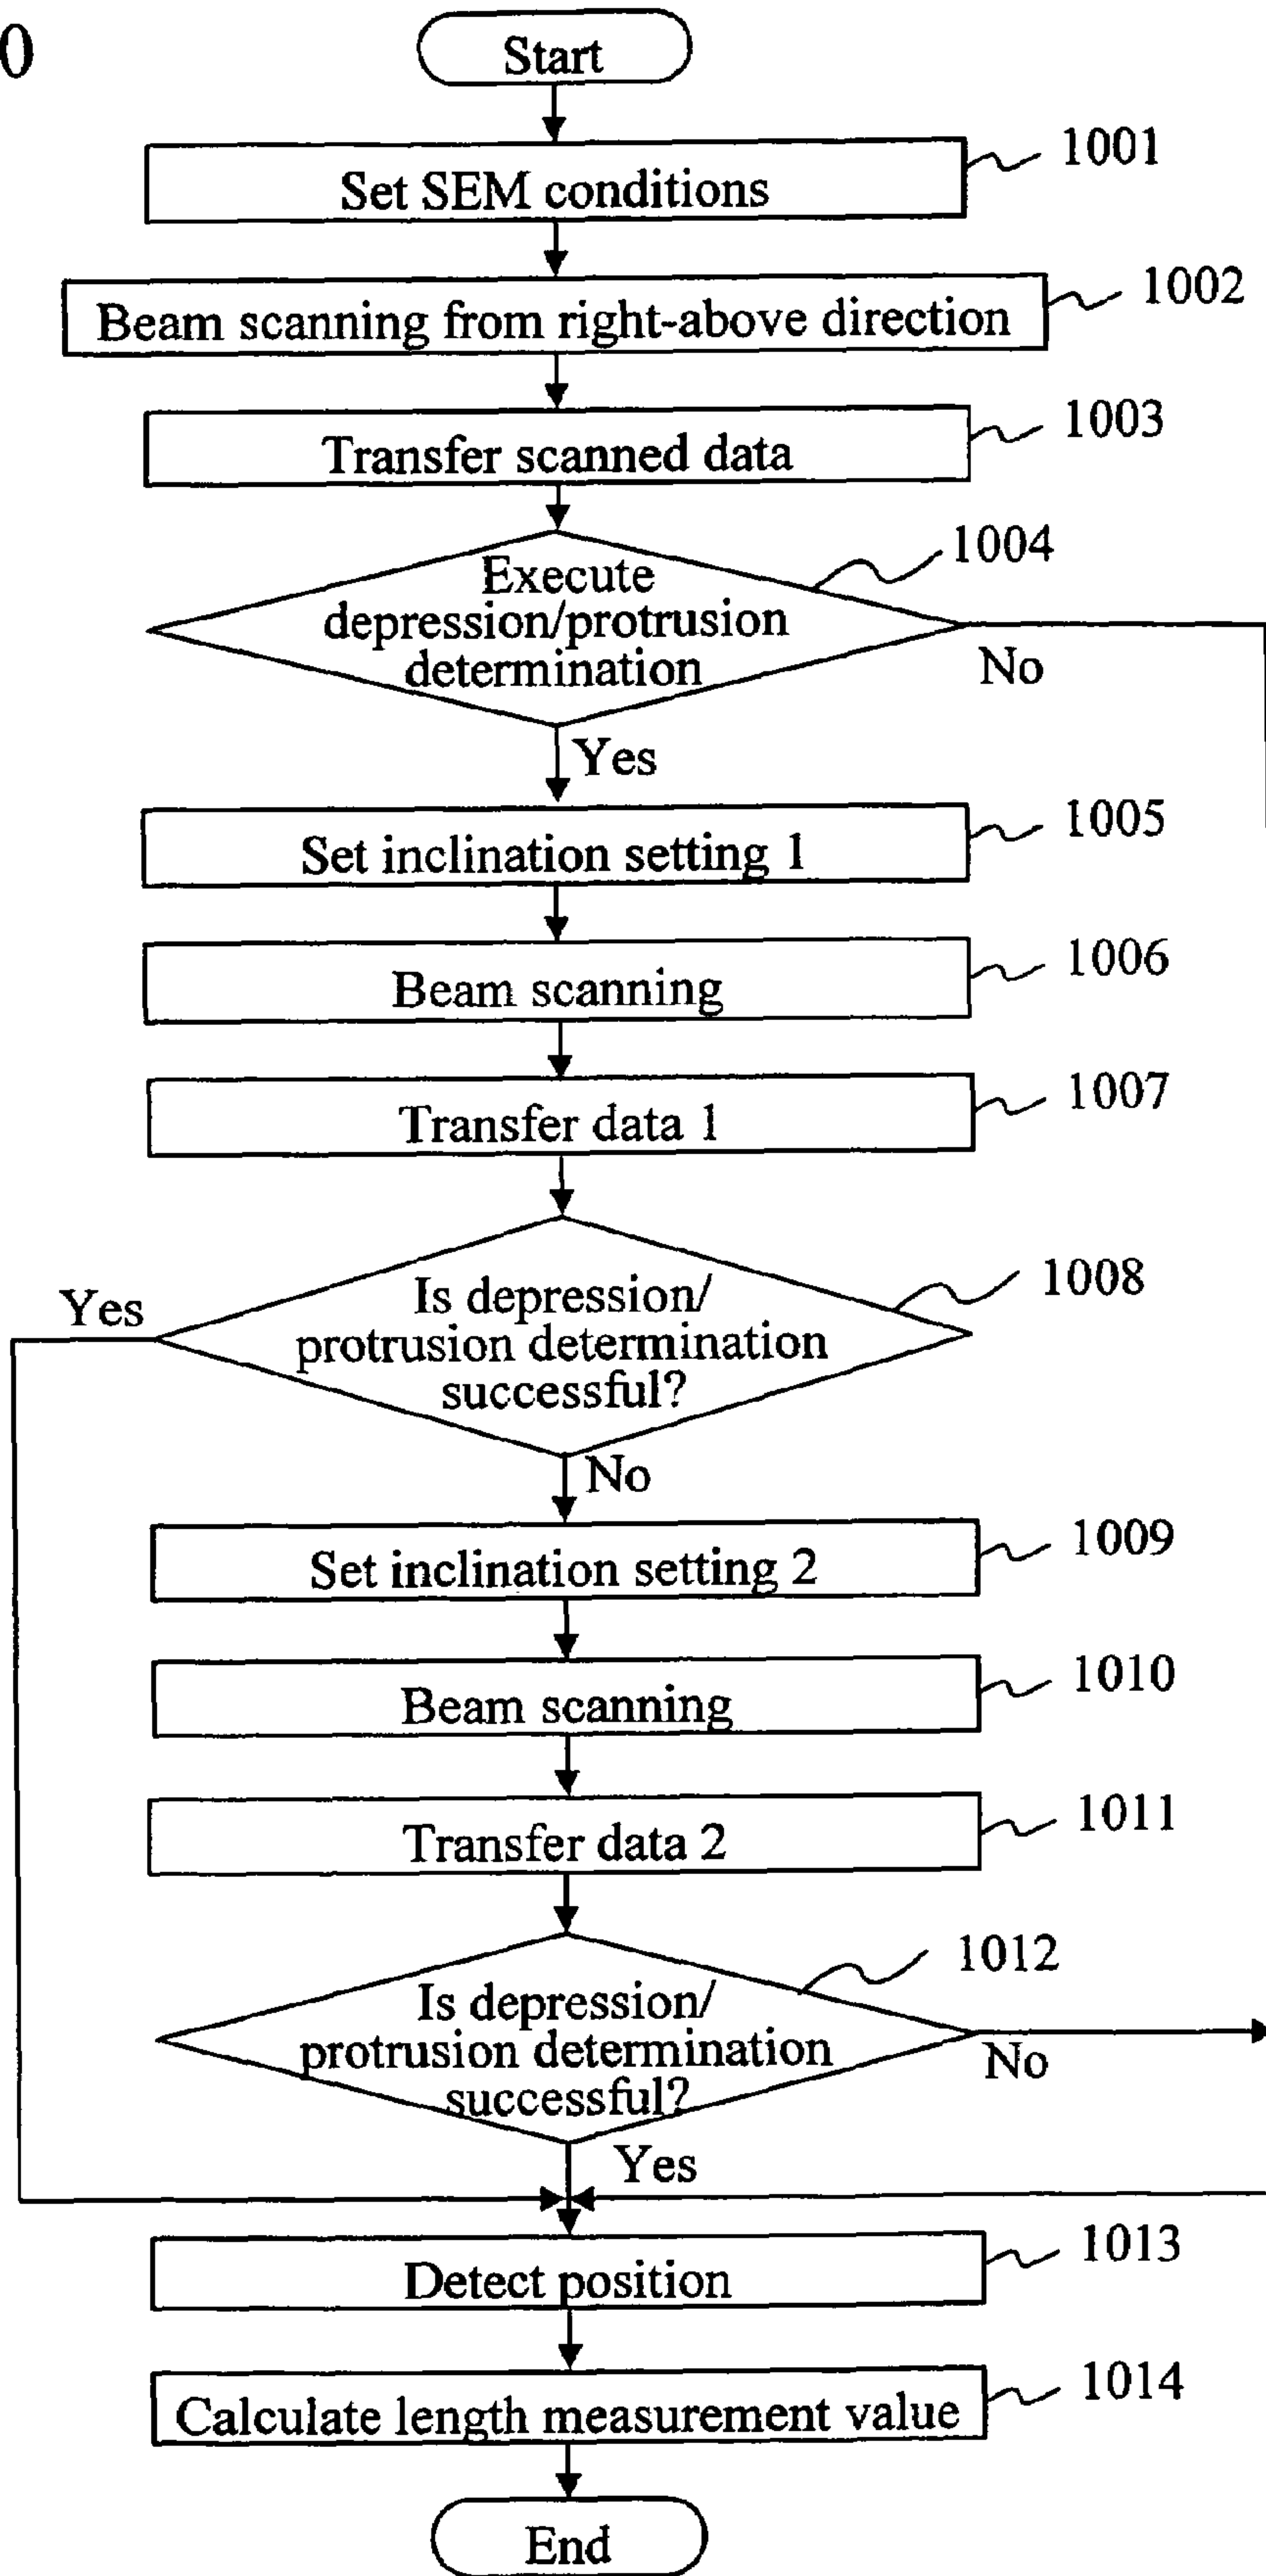 0
Start
1001
Set SEM conditions
1002
Beam scanning from right-above direction
1003
Transfer scanned data
1004
Execute
depression/protrusion
determination
No
Yes
1005
Set inclination setting 1
1006
Beam scanning
1007
Transfer data 1
1008
Yes
Is depression/
protrusion determination
successful?
No
1009
Set inclination setting 2
1010
Beam scanning
1011
Transfer data 2
1012
Is depression/
protrusion determination
successful?
No
Yes
1013
Detect position
1014
Calculate length measurement value
End